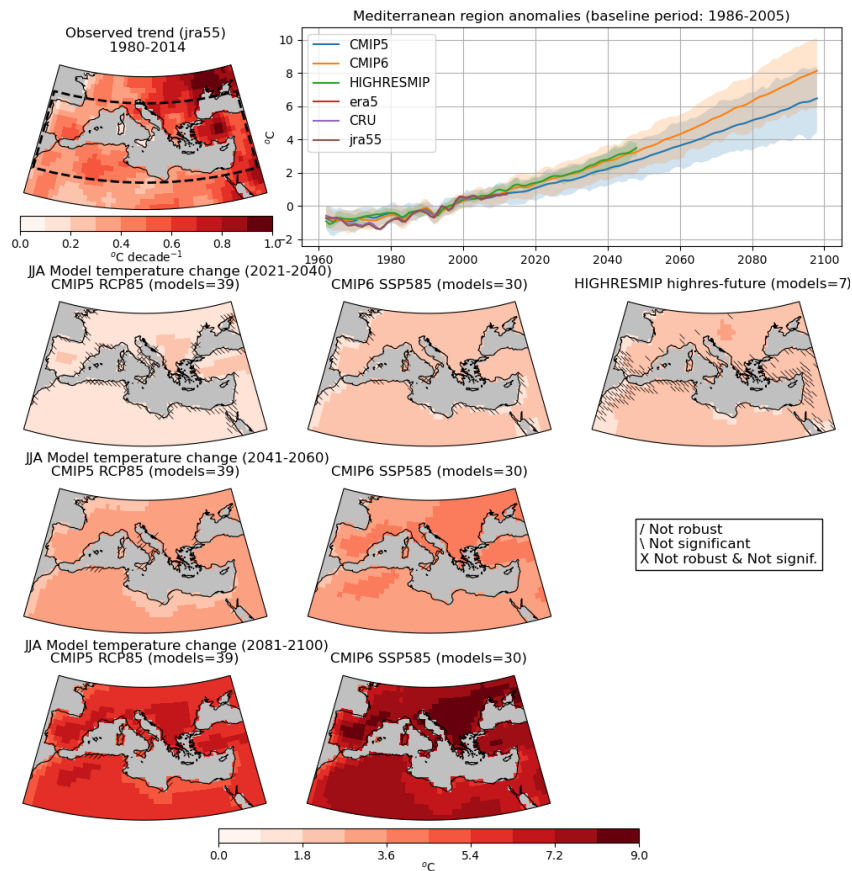 Mediterranean region anomalies (baseline period: 1986-2005)
Observed trend (jra55)
1980-2014
CMIP5
CMIP6
HIGHRESMIP
era5
CRU
jra55
°C
10
8
6
4
2
0
−2
1960 1980 2000 2020 2040 2060 2080 2100
0.0 0.2 0.4 0.6 0.8 1.0
°C decade⁻¹
JJA Model temperature change (2021-2040)
CMIP5 RCP85 (models=39)
CMIP6 SSP585 (models=30)
HIGHRESMIP highres-future (models=7)
JJA Model temperature change (2041-2060)
CMIP5 RCP85 (models=39)
CMIP6 SSP585 (models=30)
/ Not robust
\ Not significant
X Not robust & Not signif.
JJA Model temperature change (2081-2100)
CMIP5 RCP85 (models=39)
CMIP6 SSP585 (models=30)
0.0 1.8 3.6 5.4 7.2 9.0
°C